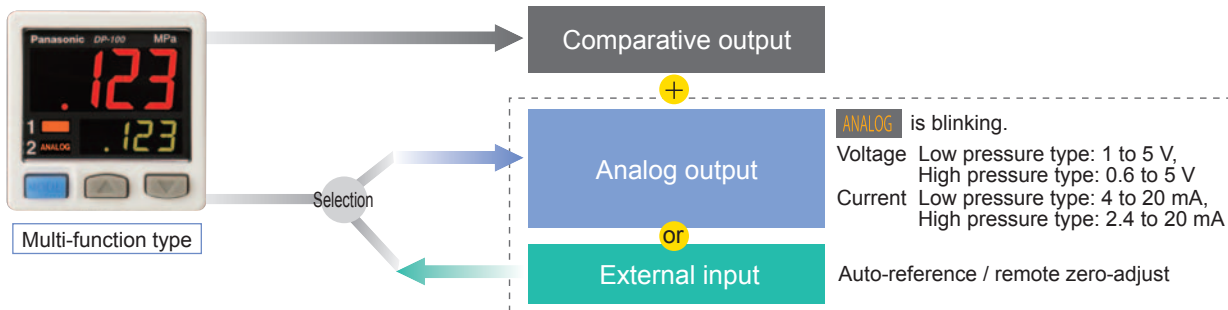 Panasonic DP-100 MPa
.123
1
.123
2 ANALOG
Multi-function type
Selection
Comparative output
+
Analog output
or
External input
ANALOG is blinking.
Voltage Low pressure type: 1 to 5 V,
High pressure type: 0.6 to 5 V
Current Low pressure type: 4 to 20 mA,
High pressure type: 2.4 to 20 mA
Auto-reference / remote zero-adjust